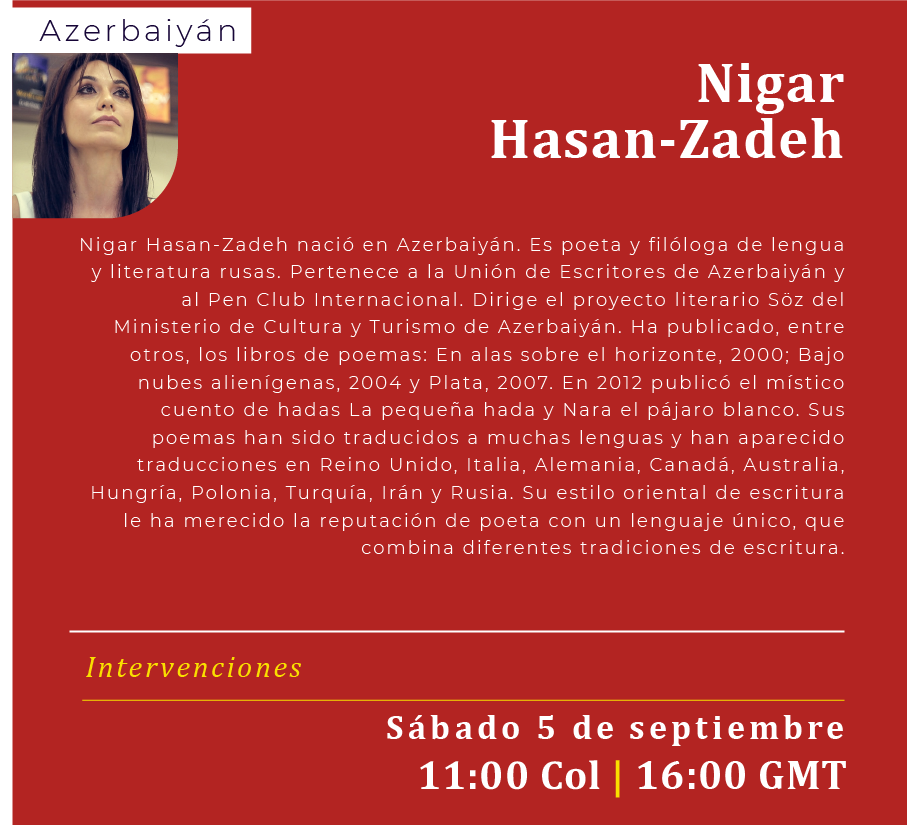 Azerbaiyán
Nigar
Hasan-Zadeh
Nigar Hasan-Zadeh nació en Azerbaiyán. Es poeta y filóloga de lengua
y literatura rusas. Pertenece a la Unión de Escritores de Azerbaiyán y
al Pen Club Internacional. Dirige el proyecto literario Söz del
Ministerio de Cultura y Turismo de Azerbaiyán. Ha publicado, entre
otros, los libros de poemas: En alas sobre el horizonte, 2000; Bajo
nubes alienígenas, 2004 y Plata, 2007. En 2012 publicó el místico
cuento de hadas La pequeña hada y Nara el pájaro blanco. Sus
poemas han sido traducidos a muchas lenguas y han aparecido
traducciones en Reino Unido, Italia, Alemania, Canadá, Australia,
Hungría, Polonia, Turquía, Irán y Rusia. Su estilo oriental de escritura
le ha merecido la reputación de poeta con un lenguaje único, que
combina diferentes tradiciones de escritura.
Intervenciones
Sábado 5 de septiembre
11:00 Col | 16:00 GMT